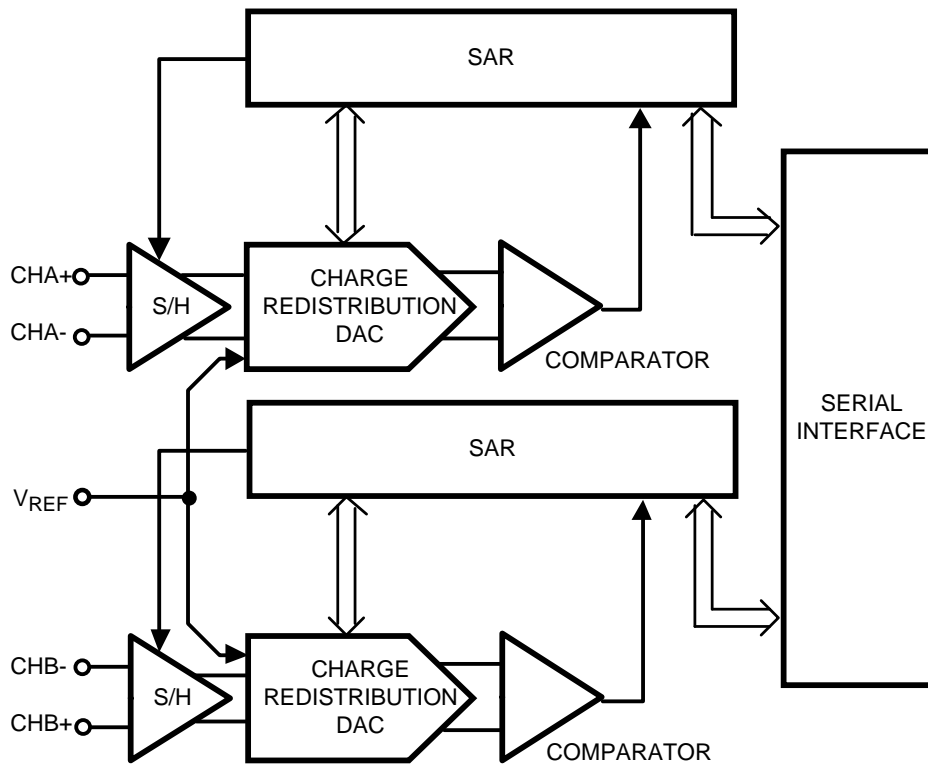 SAR
CHA+
CHA-
S/H
CHARGE
REDISTRIBUTION
DAC
COMPARATOR
SERIAL
INTERFACE
SAR
VREF
CHB-
CHB+
S/H
CHARGE
REDISTRIBUTION
DAC
COMPARATOR